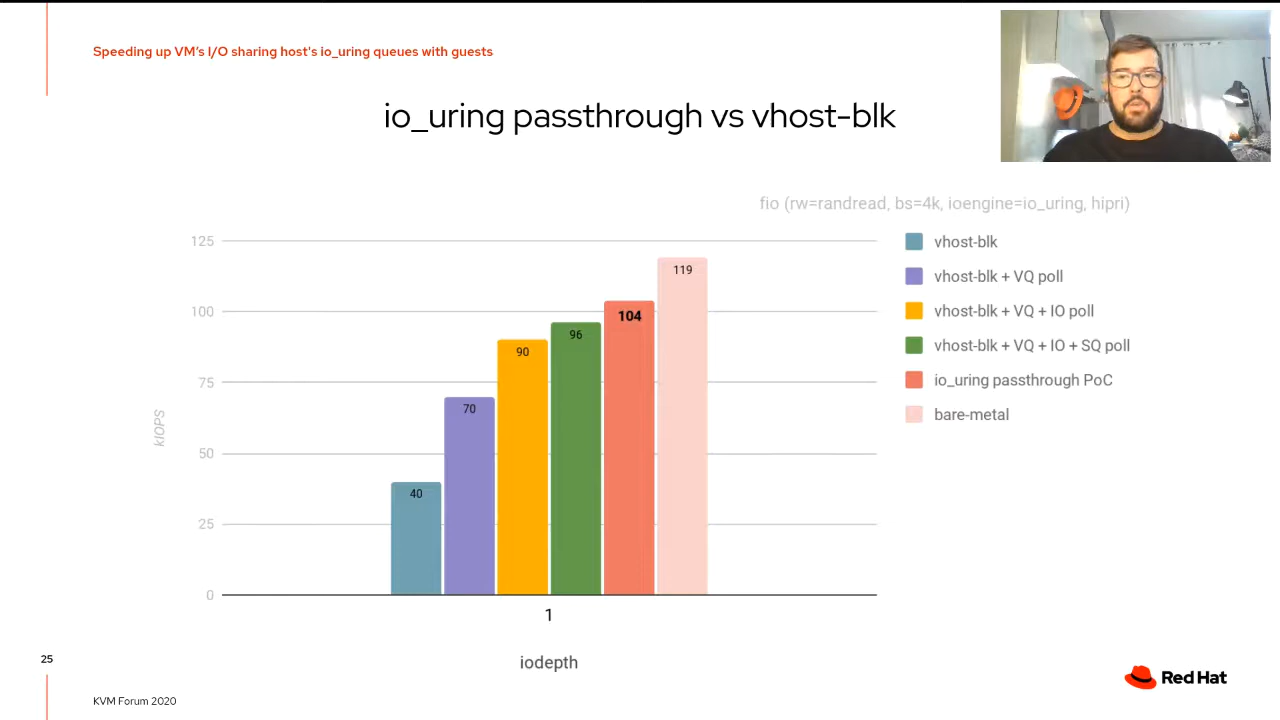 Speeding up VM's I/O sharing host's io_uring queues with guests
io_uring passthrough vs vhost-blk
fio (rw=randread, bs=4k, ioengine=io_uring, hipri)
125
100
75
50
25
0
kIOPS
40
70
90
96
104
119
1
iodepth
vhost-blk
vhost-blk + VQ poll
vhost-blk + VQ + IO poll
vhost-blk + VQ + IO + SQ poll
io_uring passthrough PoC
bare-metal
25
KVM Forum 2020
Red Hat